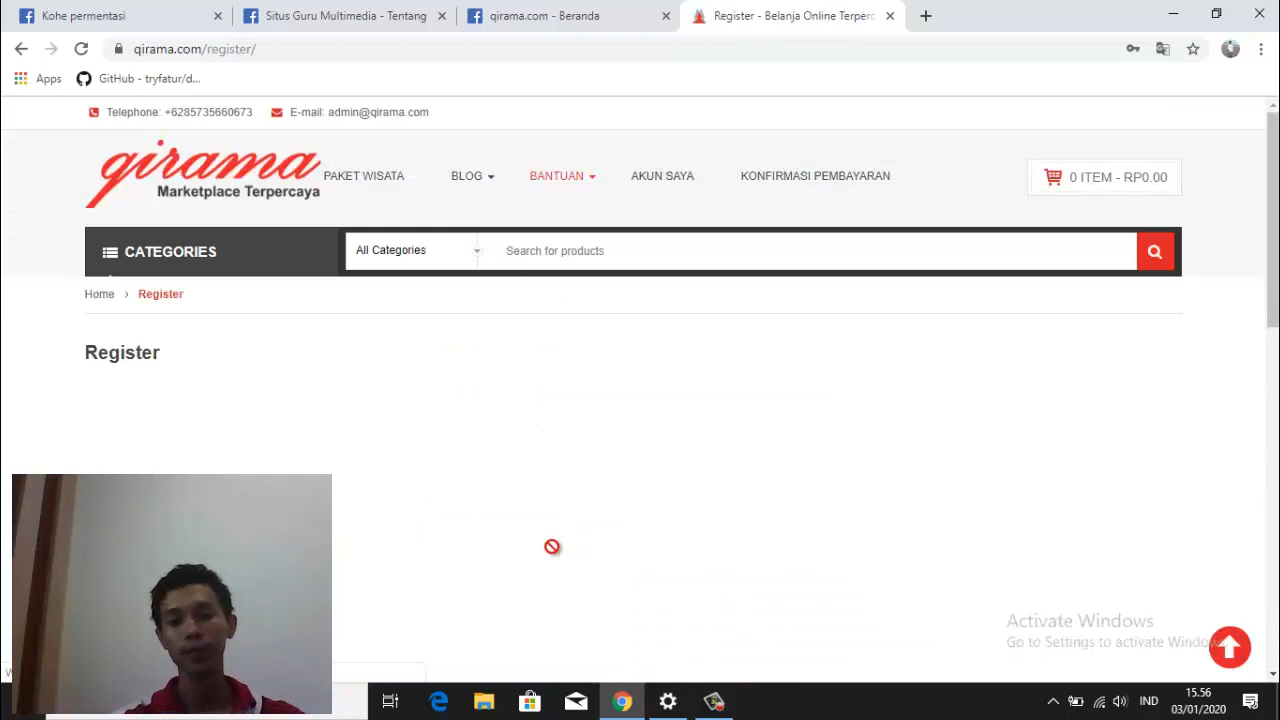 Kohe permentasi
Situs Guru Multimedia - Tentang
qirama.com - Beranda
Register - Belanja Online Terperc
qirama.com/register/
Apps
GitHub - tryfatur/d...
Telephone: +6285735660673
E-mail: admin@qirama.com
qirama
Marketplace Terpercaya
PAKET WISATA
BLOG
BANTUAN
AKUN SAYA
KONFIRMASI PEMBAYARAN
0 ITEM - RP0.00
CATEGORIES
All Categories
Search for products
Home › Register
Register
Activate Windows
Go to Settings to activate Windows
IND
15.56
03/01/2020